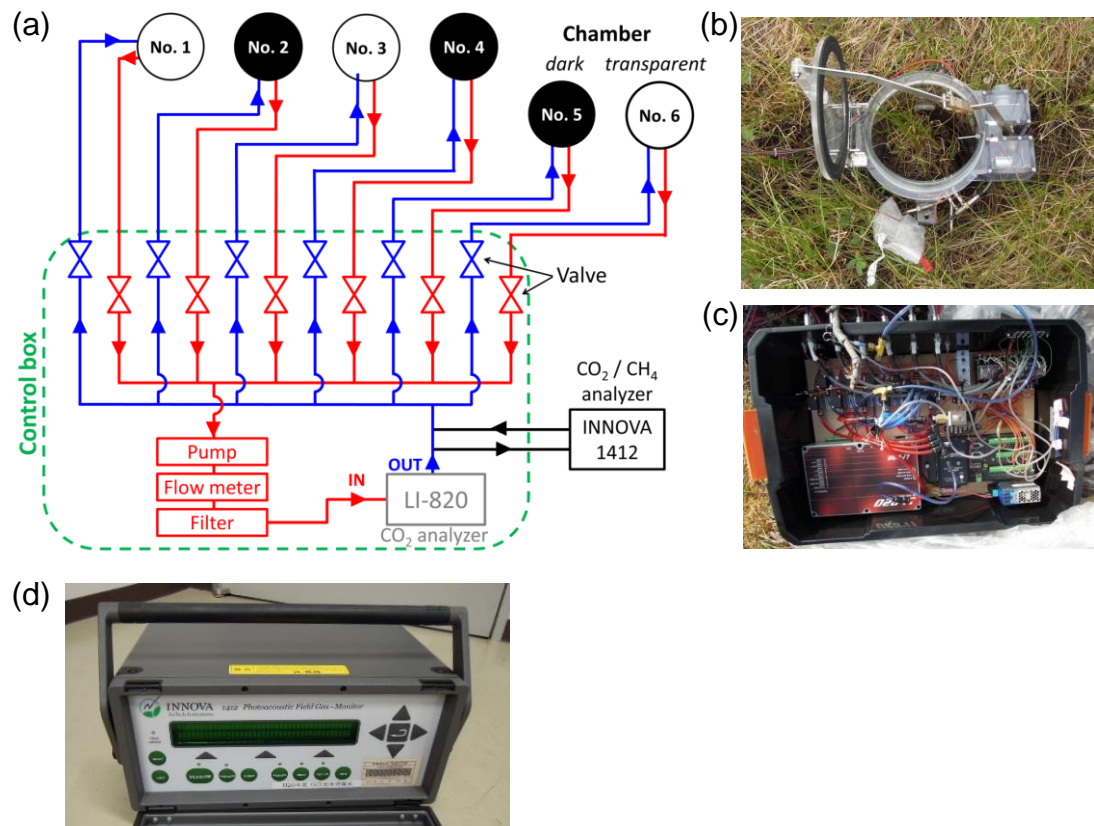 (a)
No. 1
No. 2
No. 3
No. 4
Chamber
dark
transparent
No. 5
No. 6
Valve
Control box
CO₂ / CH₄
analyzer
INNOVA
1412
Pump
Flow meter
Filter
IN
OUT
LI-820
CO₂ analyzer
(b)
(c)
(d)
INNOVA
1412 Photoacoustic Field Gas-Monitor